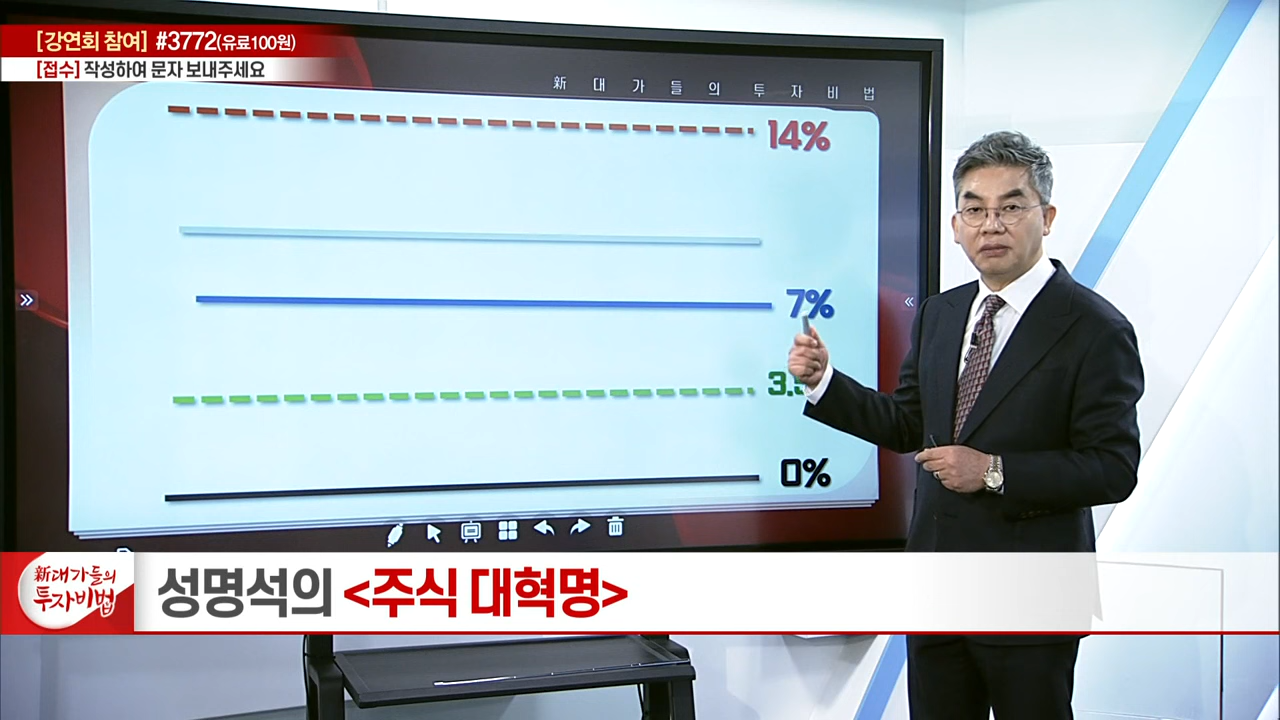 [강연회 참여] #3772(유료100원)
[접수] 작성하여 문자 보내주세요
新 대 가 들 의 투 자 비 법
14%
7%
0%
新대가들의
투자비법
성명석의 <주식 대혁명>